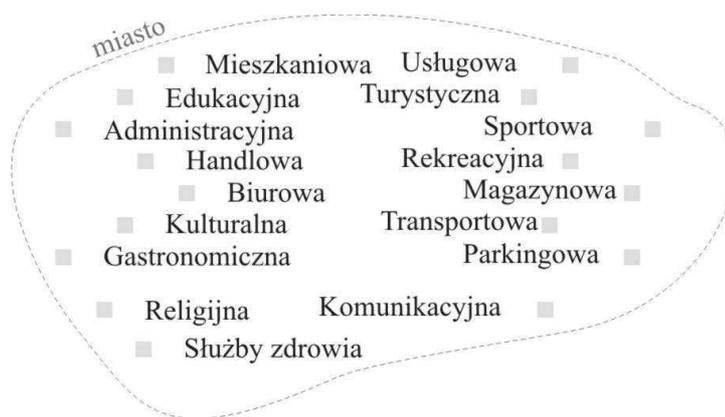 miasto
Mieszkaniowa Usługowa
Edukacyjna Turystyczna
Administracyjna Sportowa
Handlowa Rekreacyjna
Biurowa Magazynowa
Kulturalna Transportowa
Gastronomiczna Parkingowa
Religijna Komunikacyjna
Służby zdrowia